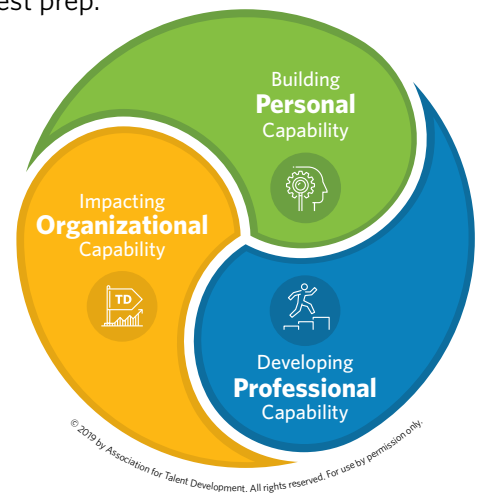 est prep.
Building
Personal
Capability
Impacting
Organizational
Capability
TD
Developing
Professional
Capability
© 2019 by Association for Talent Development. All rights reserved. For use by permission only.